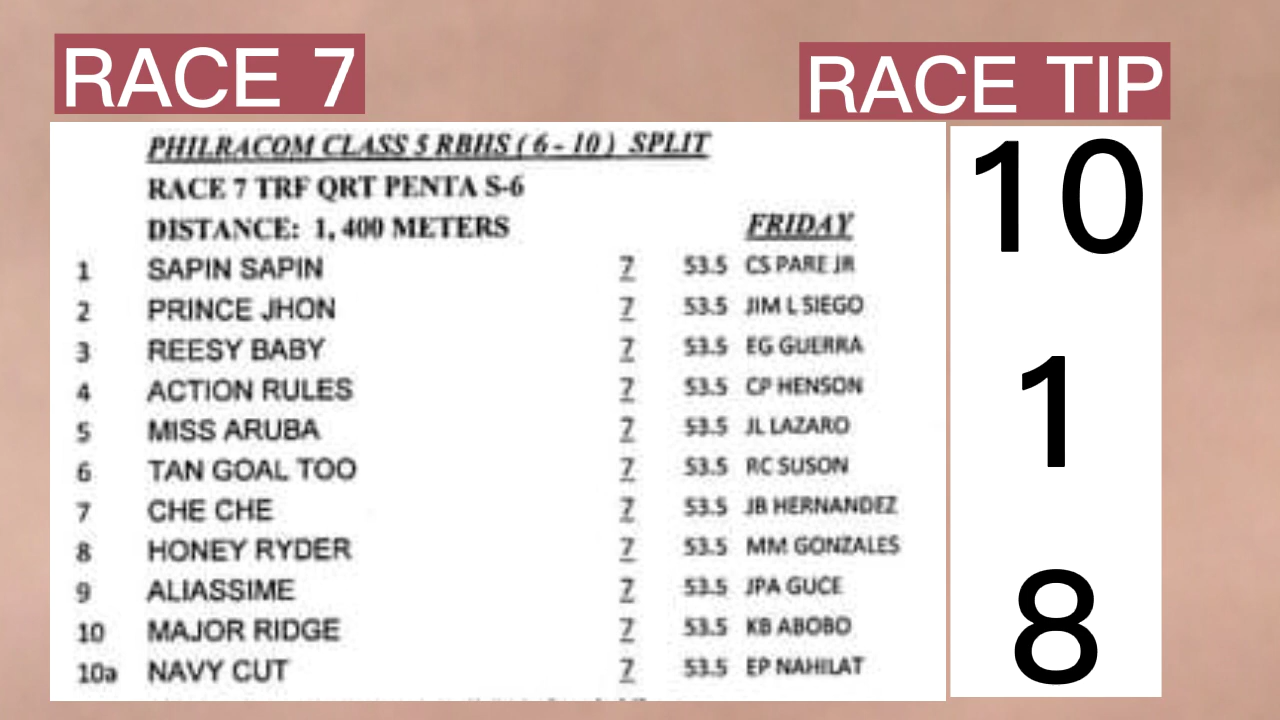 RACE 7
RACE TIP
PHILRACOM CLASS 5 RBHS ( 6 - 10 ) SPLIT
RACE 7 TRF QRT PENTA S-6
DISTANCE: 1, 400 METERS FRIDAY
1 SAPIN SAPIN 7 53.5 CS PARE JR
2 PRINCE JHON 7 53.5 JIM L SIEGO
3 REESY BABY 7 53.5 EG GUERRA
4 ACTION RULES 7 53.5 CP HENSON
5 MISS ARUBA 7 53.5 JL LAZARO
6 TAN GOAL TOO 7 53.5 RC SUSON
7 CHE CHE 7 53.5 JB HERNANDEZ
8 HONEY RYDER 7 53.5 MM GONZALES
9 ALIASSIME 7 53.5 JPA GUCE
10 MAJOR RIDGE 7 53.5 KB ABOBO
10a NAVY CUT 7 53.5 EP NAHILAT
10
1
8